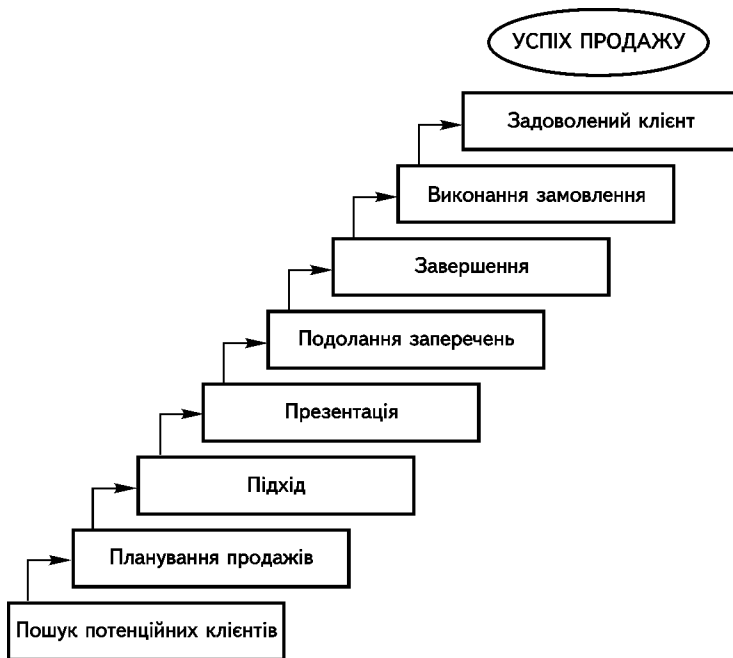 УСПІХ ПРОДАЖУ
Задоволений клієнт
Виконання замовлення
Завершення
Подолання заперечень
Презентація
Підхід
Планування продажів
Пошук потенційних клієнтів